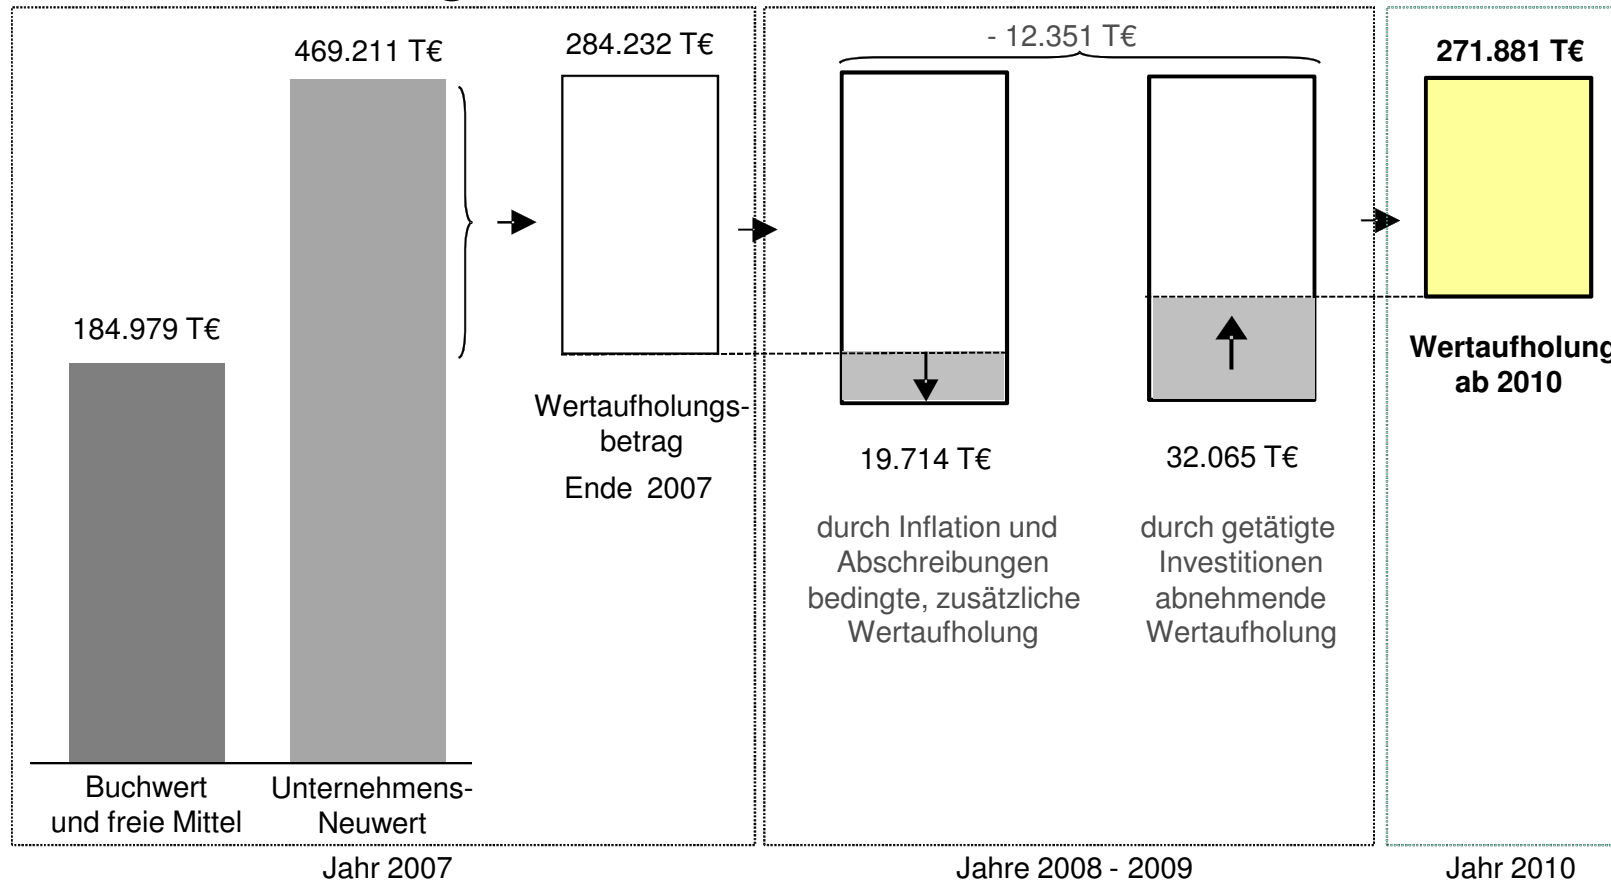 469.211 T€
284.232 T€
- 12.351 T€
271.881 T€
184.979 T€
Wertaufholungs-
betrag
Ende 2007
19.714 T€
32.065 T€
Wertaufholung
ab 2010
durch Inflation und
Abschreibungen
bedingte, zusätzliche
Wertaufholung
durch getätigte
Investitionen
abnehmende
Wertaufholung
Buchwert
und freie Mittel
Unternehmens-
Neuwert
Jahr 2007
Jahre 2008 - 2009
Jahr 2010